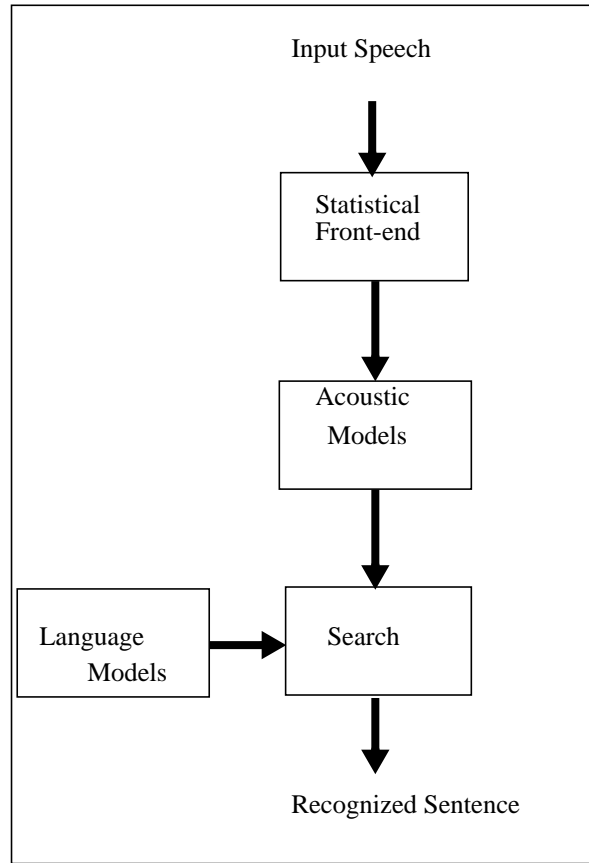 Input Speech
Statistical
Front-end
Acoustic
Models
Language
Models
Search
Recognized Sentence